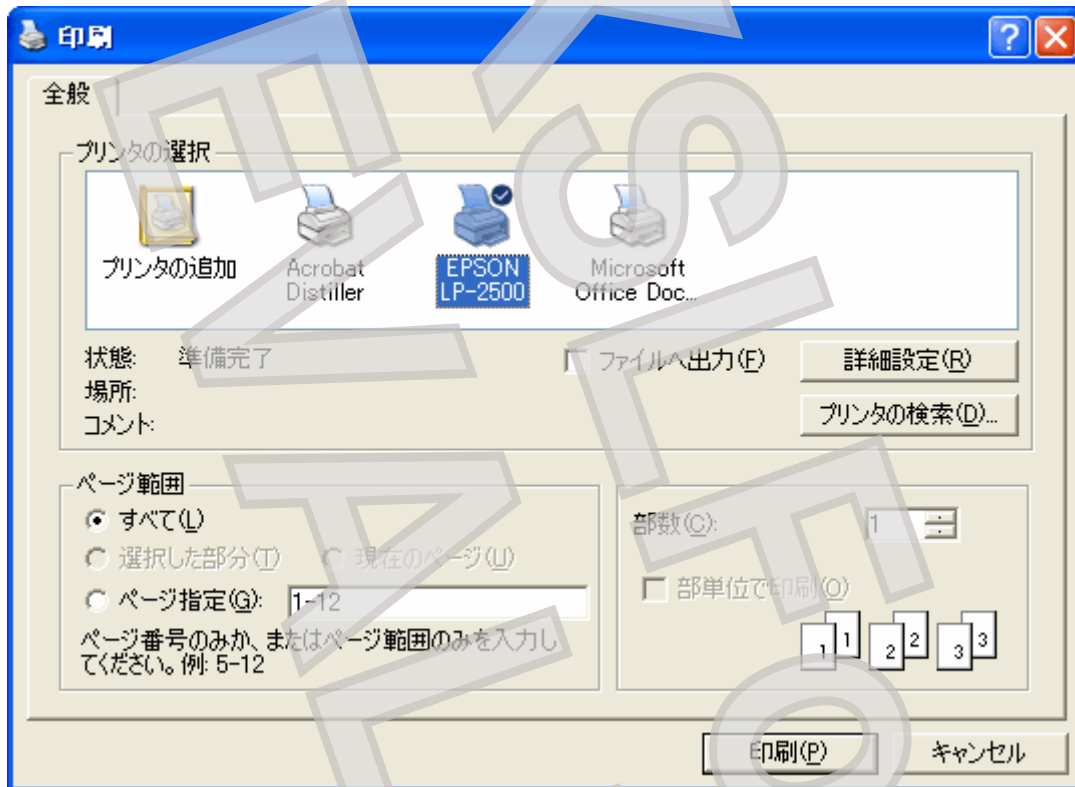 印刷
全般
プリンタの選択
プリンタの追加
Acrobat
Distiller
EPSON
LP-2500
Microsoft
Office Doc...
状態: 準備完了
ファイルへ出力(F)
詳細設定(R)
場所:
プリンタの検索(D)...
コメント:
ページ範囲
すべて(L)
選択した部分(T) 現在のページ(U)
ページ指定(G): 1-12
ページ番号のみか、またはページ範囲のみを入力し
てください。例: 5-12
部数(C): 1
部単位で印刷(O)
1 1 2 2 3 3
印刷(P) キャンセル